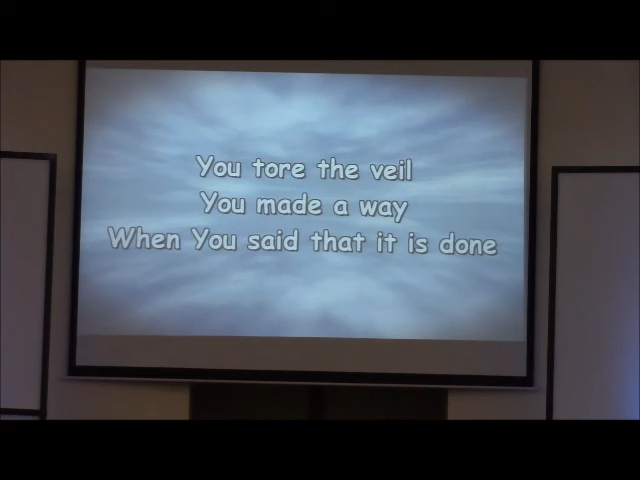 You tore the veil
You made a way
When You said that it is done